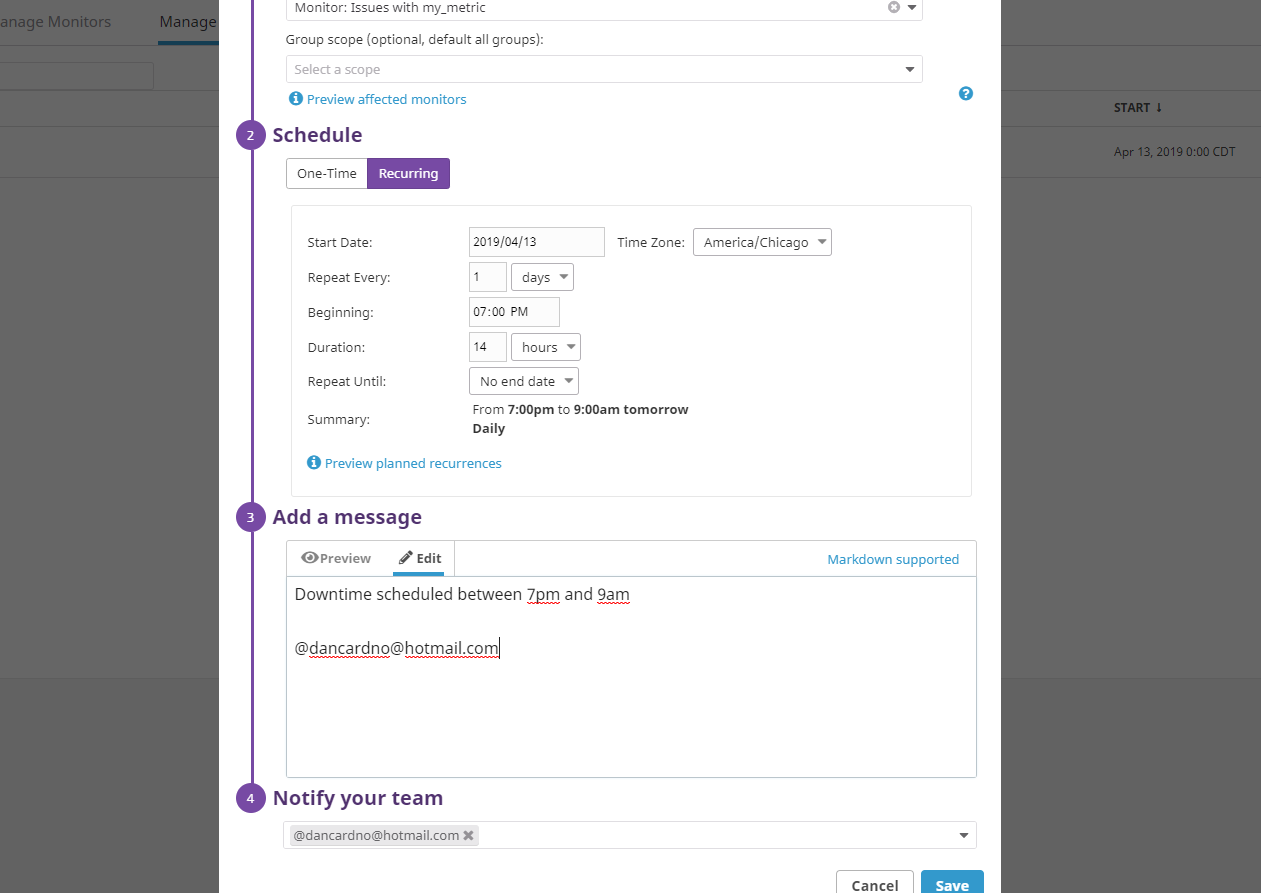 Monitor: Issues with my_metric
anage Monitors
Manage
Group scope (optional, default all groups):
Select a scope
Preview affected monitors
?
START ↓
2 Schedule
Apr 13, 2019 0:00 CDT
One-Time Recurring
Start Date: 2019/04/13 Time Zone: America/Chicago
Repeat Every: 1 days
Beginning: 07:00 PM
Duration: 14 hours
Repeat Until: No end date
Summary: From 7:00pm to 9:00am tomorrow
Daily
Preview planned recurrences
3 Add a message
Preview Edit Markdown supported
Downtime scheduled between 7pm and 9am
@dancardno@hotmail.com
4 Notify your team
@dancardno@hotmail.com
Cancel Save